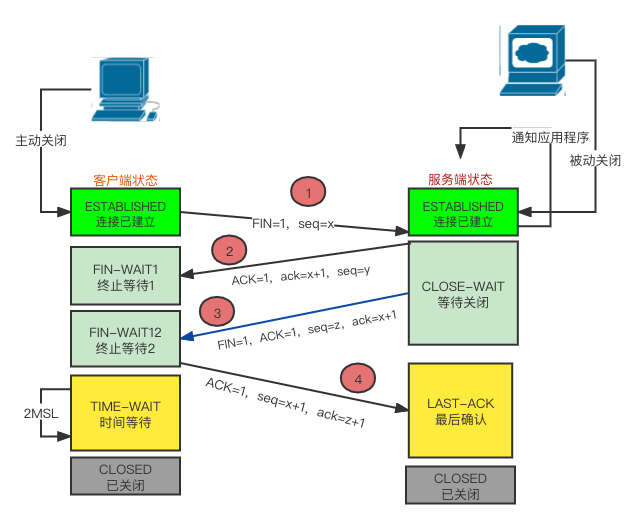 主动关闭
通知应用程序
被动关闭
客户端状态
服务端状态
1
ESTABLISHED
连接已建立
ESTABLISHED
连接已建立
FIN=1, seq=x
2
FIN-WAIT1
终止等待1
ACK=1, ack=x+1, seq=y
CLOSE-WAIT
等待关闭
3
FIN=1, ACK=1, seq=z, ack=x+1
FIN-WAIT12
终止等待2
4
ACK=1, seq=x+1, ack=z+1
2MSL
TIME-WAIT
时间等待
LAST-ACK
最后确认
CLOSED
已关闭
CLOSED
已关闭